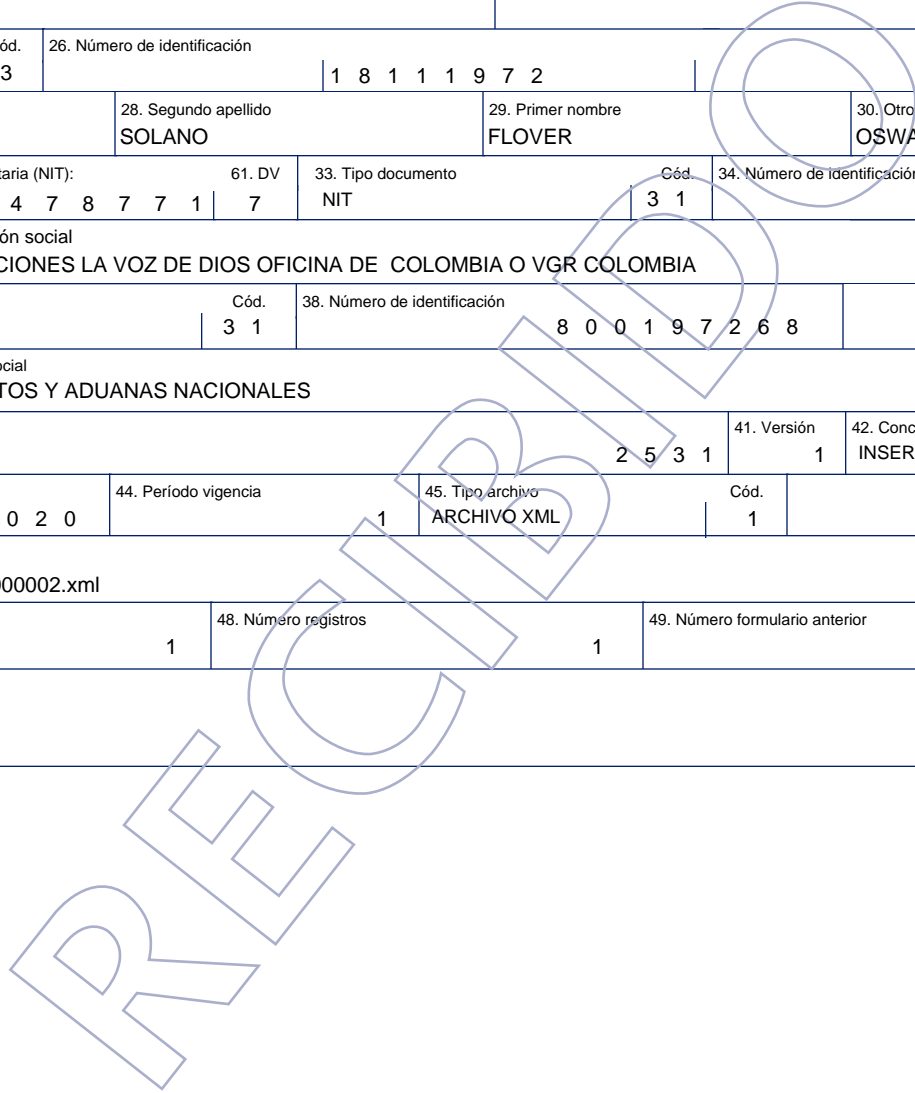 ód. 26. Número de identificación
3 1 8 1 1 1 9 7 2
28. Segundo apellido 29. Primer nombre 30. Otro
SOLANO FLOVER OSWA
taria (NIT): 61. DV 33. Tipo documento Cód. 34. Número de identificación
4 7 8 7 7 1 7 NIT 3 1
ón social
CIONES LA VOZ DE DIOS OFICINA DE COLOMBIA O VGR COLOMBIA
Cód. 38. Número de identificación
3 1 8 0 0 1 9 7 2 6 8
ocial
TOS Y ADUANAS NACIONALES
41. Versión 42. Conc
2 5 3 1 1 INSER
44. Período vigencia 45. Tipo archivo Cód.
0 2 0 1 ARCHIVO XML 1
000002.xml
48. Número registros 49. Número formulario anterior
1 1
RECIBIDO